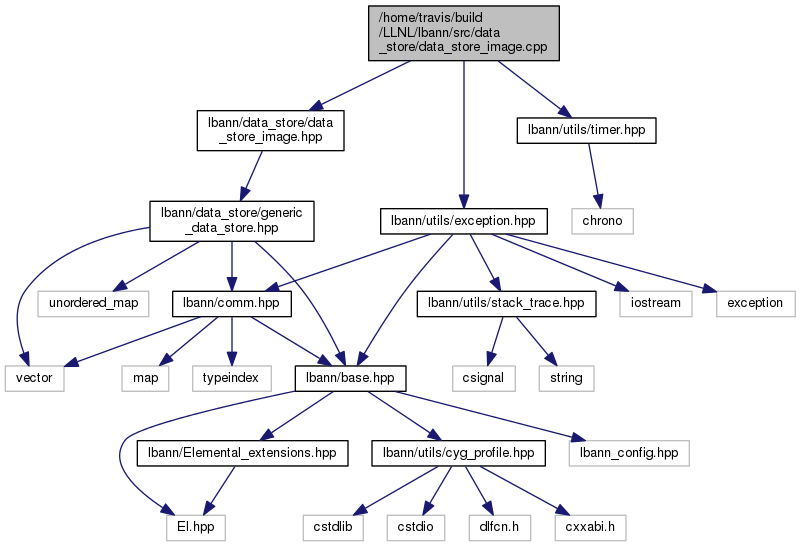 /home/travis/build
/LLNL/lbann/src/data
_store/data_store_image.cpp
lbann/data_store/data
_store_image.hpp
lbann/utils/timer.hpp
lbann/data_store/generic
_data_store.hpp
lbann/utils/exception.hpp
chrono
unordered_map
lbann/comm.hpp
lbann/utils/stack_trace.hpp
iostream
exception
vector
map
typeindex
lbann/base.hpp
csignal
string
lbann/Elemental_extensions.hpp
lbann/utils/cyg_profile.hpp
lbann_config.hpp
El.hpp
cstdlib
cstdio
dlfcn.h
cxxabi.h